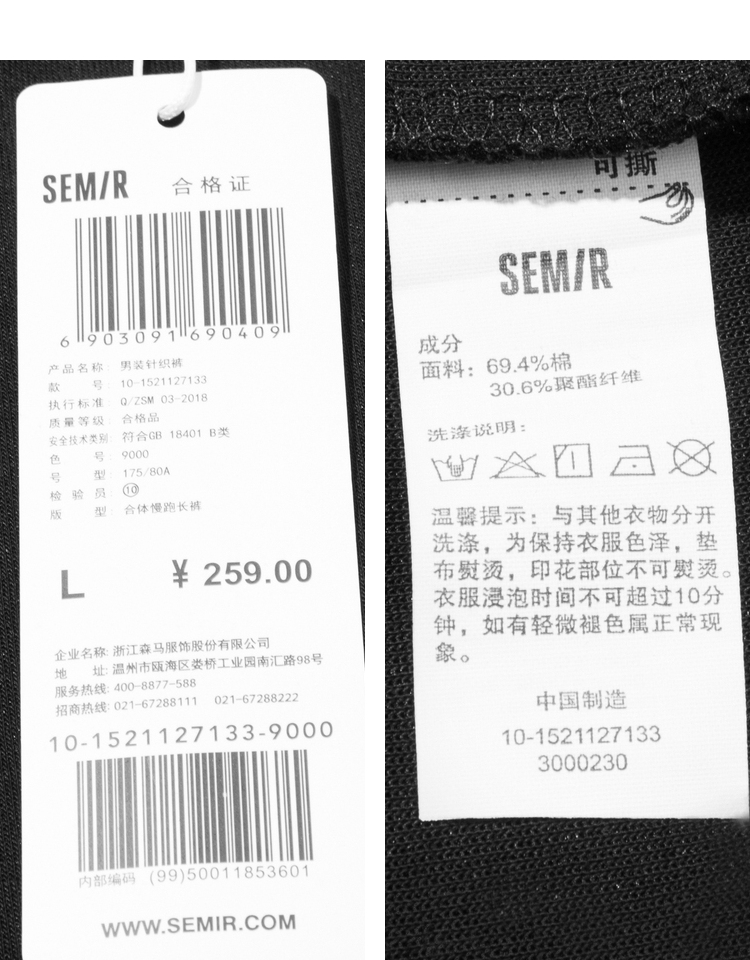 SEMIR 合格证
6 903091 690409
产品名称: 男装针织裤
款 号: 10-1521127133
执行标准: Q/ZSM 03-2018
质量等级: 合格品
安全技术类别: 符合GB 18401 B类
色 号: 9000
号 型: 175/80A
检 验 员: ⑩
版 型: 合体慢跑长裤
L ¥ 259.00
企业名称: 浙江森马服饰股份有限公司
地 址: 温州市瓯海区娄桥工业园南汇路98号
服务热线: 400-8877-588
招商热线: 021-67288111 021-67288222
10-1521127133-9000
内部编码 (99)50011853601
WWW.SEMIR.COM
可撕
SEMIR
成分
面料: 69.4%棉
30.6%聚酯纤维
洗涤说明:
温馨提示: 与其他衣物分开
洗涤, 为保持衣服色泽, 垫
布熨烫, 印花部位不可熨烫。
衣服浸泡时间不可超过10分
钟, 如有轻微褪色属正常现
象。
中国制造
10-1521127133
3000230